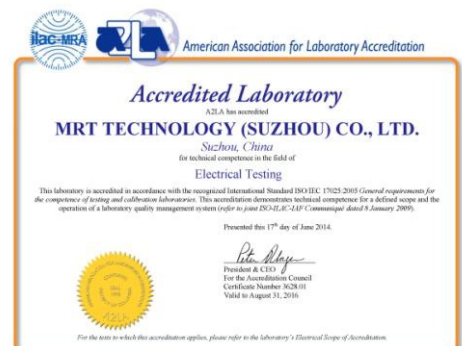 ilac-MRA
A2LA
American Association for Laboratory Accreditation
Accredited Laboratory
A2LA has accredited
MRT TECHNOLOGY (SUZHOU) CO., LTD.
Suzhou, China
for technical competence in the field of
Electrical Testing
This laboratory is accredited in accordance with the recognized International Standard ISO/IEC 17025:2005 General requirements for
the competence of testing and calibration laboratories. This accreditation demonstrates technical competence for a defined scope and the
operation of a laboratory quality management system (refer to joint ISO-ILAC-IAF Communiqué dated 8 January 2009).
Presented this 17th day of June 2014.
President & CEO
For the Accreditation Council
Certificate Number 3628.01
Valid to August 31, 2016
A2LA
For the tests to which this accreditation applies, please refer to the laboratory's Electrical Scope of Accreditation.